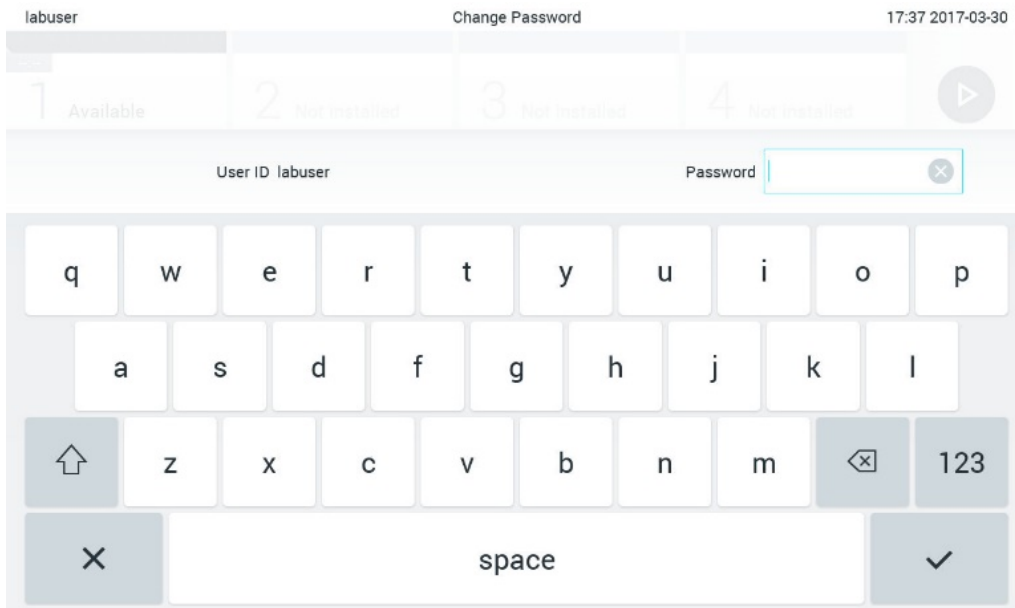 labuser Change Password 17:37 2017-03-30
1 Available 2 Not Installed 3 Not Installed 4 Not Installed
User ID labuser Password
q w e r t y u i o p
a s d f g h j k l
z x c v b n m 123
space